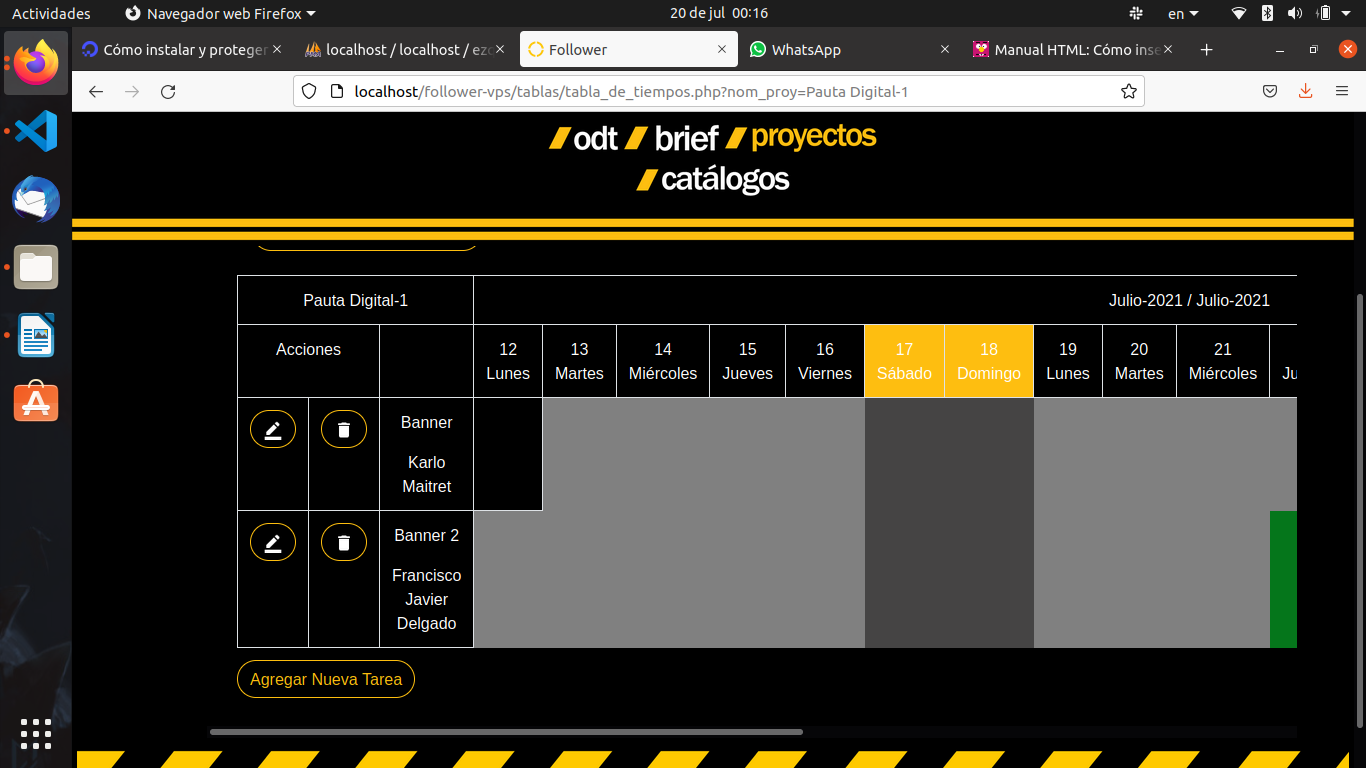 Actividades
Navegador web Firefox
20 de jul 00:16
en
Cómo instalar y proteger
localhost / localhost / ezo
Follower
WhatsApp
Manual HTML: Cómo inse
localhost/follower-vps/tablas/tabla_de_tiempos.php?nom_proy=Pauta Digital-1
odt brief proyectos
catálogos
Pauta Digital-1
Julio-2021 / Julio-2021
Acciones
12 13 14 15 16 17 18 19 20 21
Lunes Martes Miércoles Jueves Viernes Sábado Domingo Lunes Martes Miércoles Ju
Banner
Karlo
Maitret
Banner 2
Francisco
Javier
Delgado
Agregar Nueva Tarea